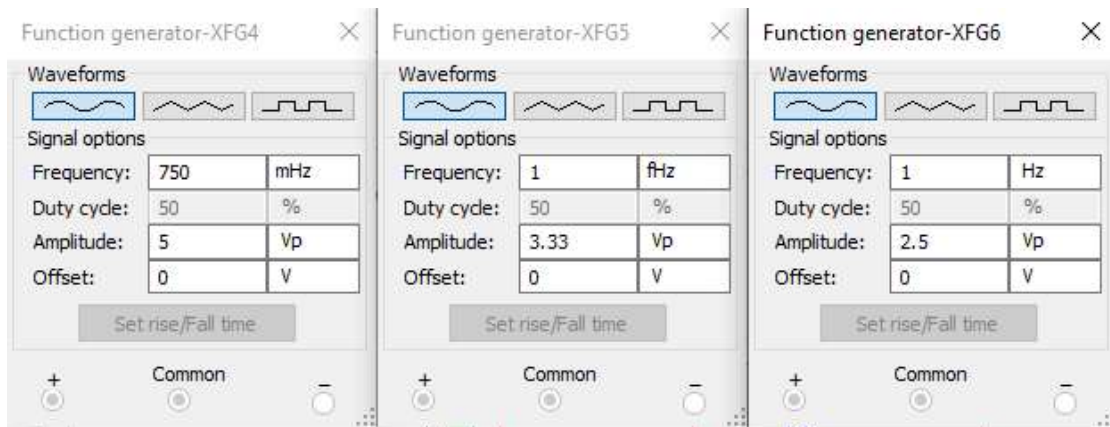 Function generator-XFG4
Waveforms
Signal options
Frequency: 750 mHz
Duty cycle: 50 %
Amplitude: 5 Vp
Offset: 0 V
Set rise/Fall time
+ Common –
Function generator-XFG5
Waveforms
Signal options
Frequency: 1 fHz
Duty cycle: 50 %
Amplitude: 3.33 Vp
Offset: 0 V
Set rise/Fall time
+ Common –
Function generator-XFG6
Waveforms
Signal options
Frequency: 1 Hz
Duty cycle: 50 %
Amplitude: 2.5 Vp
Offset: 0 V
Set rise/Fall time
+ Common –